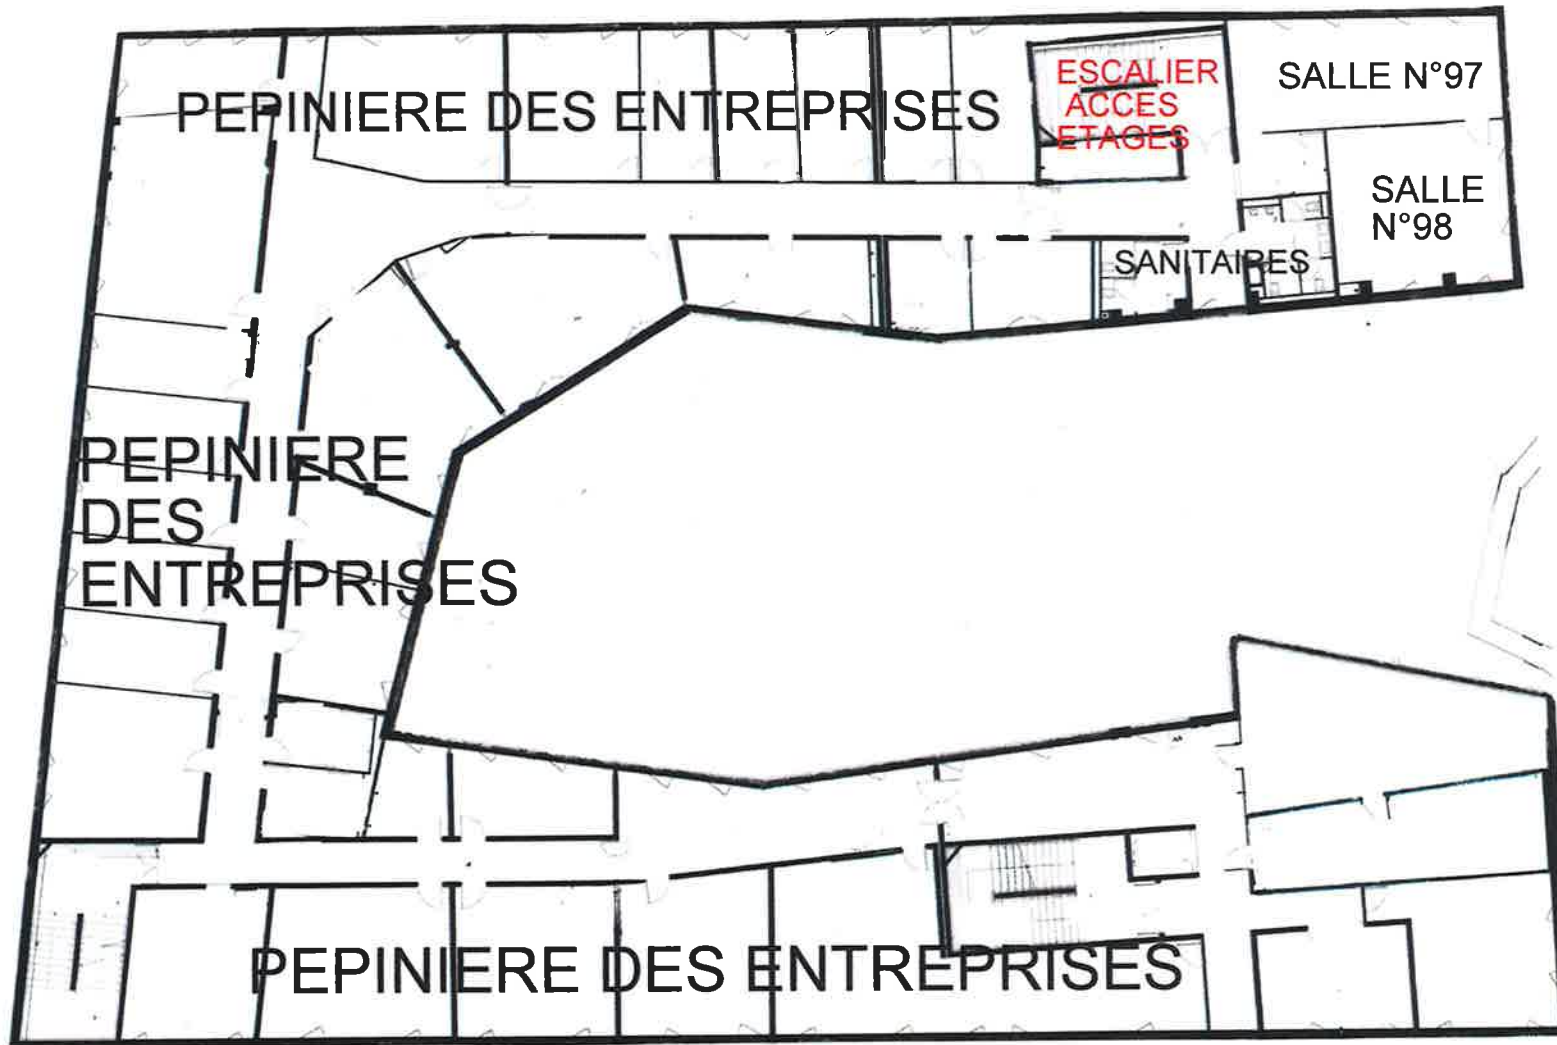 PEPINIERE DES ENTREPRISES
ESCALIER
ACCES
ETAGES
SALLE N°97
SALLE
N°98
SANITAIRES
PEPINIERE
DES
ENTREPRISES
PEPINIERE DES ENTREPRISES